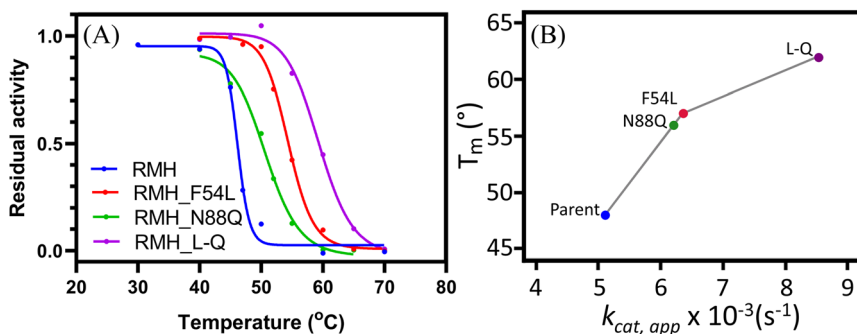 (A)
1.0
0.5
0.0
Residual activity
RMH
RMH_F54L
RMH_N88Q
RMH_L-Q
20 30 40 50 60 70 80
Temperature (°C)
(B)
65
60
55
50
45
Tm (°)
L-Q
F54L
N88Q
Parent
4 5 6 7 8 9
kcat, app x 10-3(s-1)